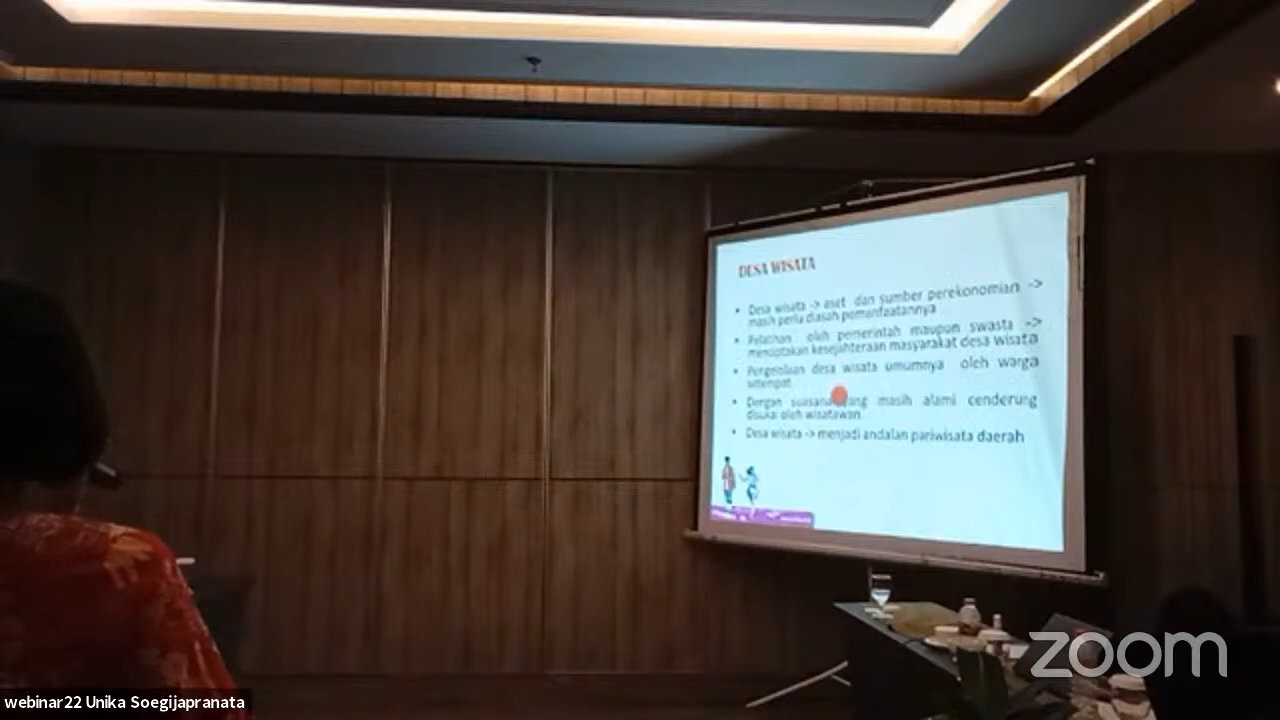 DESA WISATA
• Desa wisata -> aset dan sumber perekonomian ->
masih perlu diasah pemanfaatannya
• Pelatihan oleh pemerintah maupun swasta ->
menciptakan kesejahteraan masyarakat desa wisata
• Pengelolaan desa wisata umumnya oleh warga
setempat
• Dengan suasana yang masih alami cenderung
disukai oleh wisatawan
• Desa wisata -> menjadi andalan pariwisata daerah
zoom
webinar22 Unika Soegijapranata